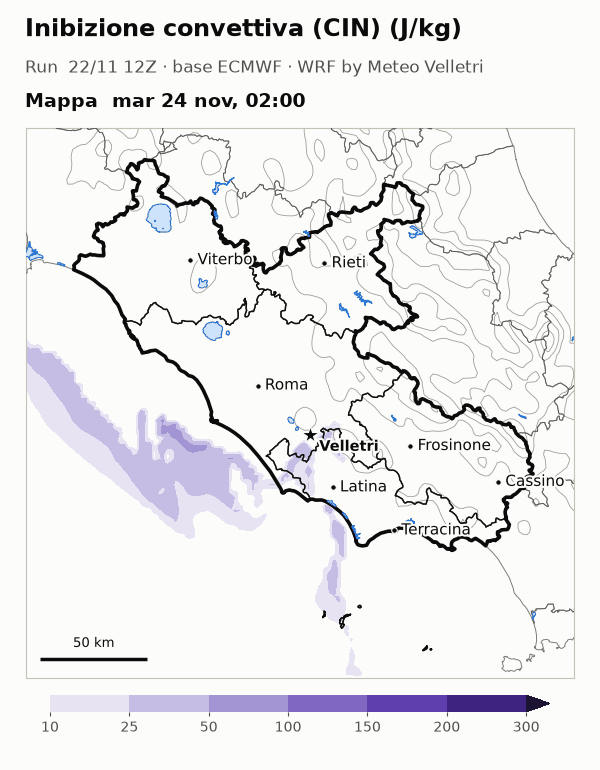 Inibizione convettiva (CIN) (J/kg)
Run  22/11 12Z · base ECMWF · WRF by Meteo Velletri
Mappa  mar 24 nov, 02:00
Viterbo
Rieti
Roma
Velletri
Frosinone
Cassino
Latina
Terracina
50 km
10 25 50 100 150 200 300